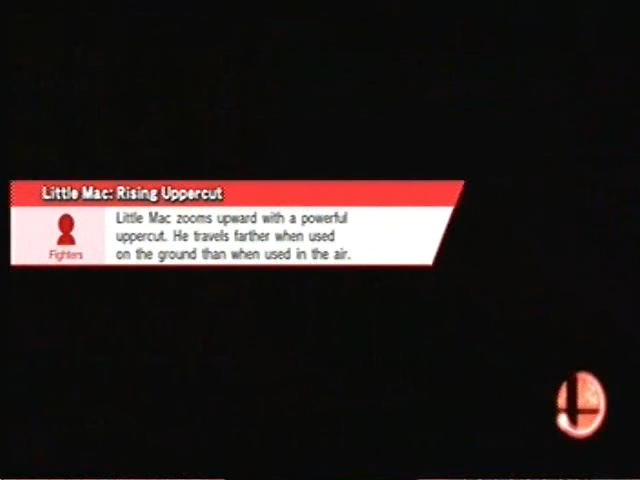 Little Mac: Rising Uppercut
Little Mac zooms upward with a powerful
uppercut. He travels farther when used
on the ground than when used in the air.
Fighters